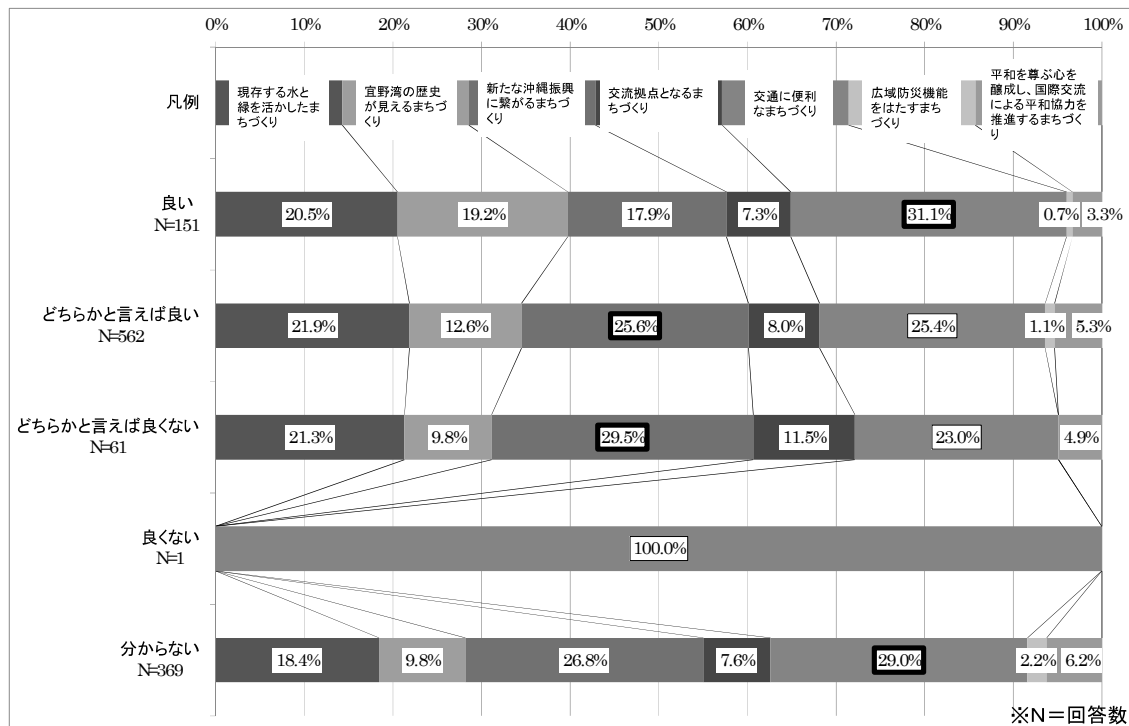 0% 10% 20% 30% 40% 50% 60% 70% 80% 90% 100%
凡例
現存する水と
緑を活かしたま
ちづくり
宜野湾の歴史
が見えるまち
づくり
新たな沖縄振興
に繋がるまちづ
くり
交流拠点となるま
ちづくり
交通に便利
なまちづくり
広域防災機能
をはたすまち
づくり
平和を尊ぶ心を
醸成し、国際交流
による平和協力を
推進するまちづく
り
良い
N=151
20.5% 19.2% 17.9% 7.3% 31.1% 0.7% 3.3%
どちらかと言えば良い
N=562
21.9% 12.6% 25.6% 8.0% 25.4% 1.1% 5.3%
どちらかと言えば良くない
N=61
21.3% 9.8% 29.5% 11.5% 23.0% 4.9%
良くない
N=1
100.0%
分からない
N=369
18.4% 9.8% 26.8% 7.6% 29.0% 2.2% 6.2%
※N=回答数